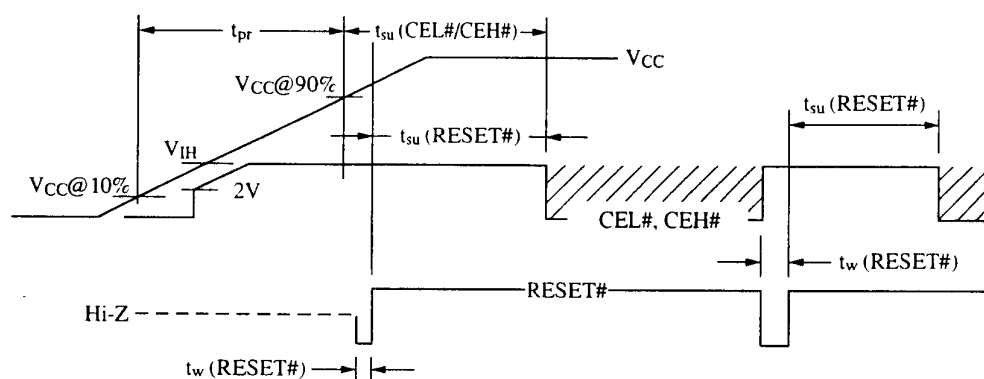 tpr
tsu (CEL#/CEH#)
VCC
VCC@90%
tsu (RESET#)
tsu (RESET#)
VIH
VCC@10%
2V
CEL#, CEH#
tw (RESET#)
RESET#
Hi-Z
tw (RESET#)